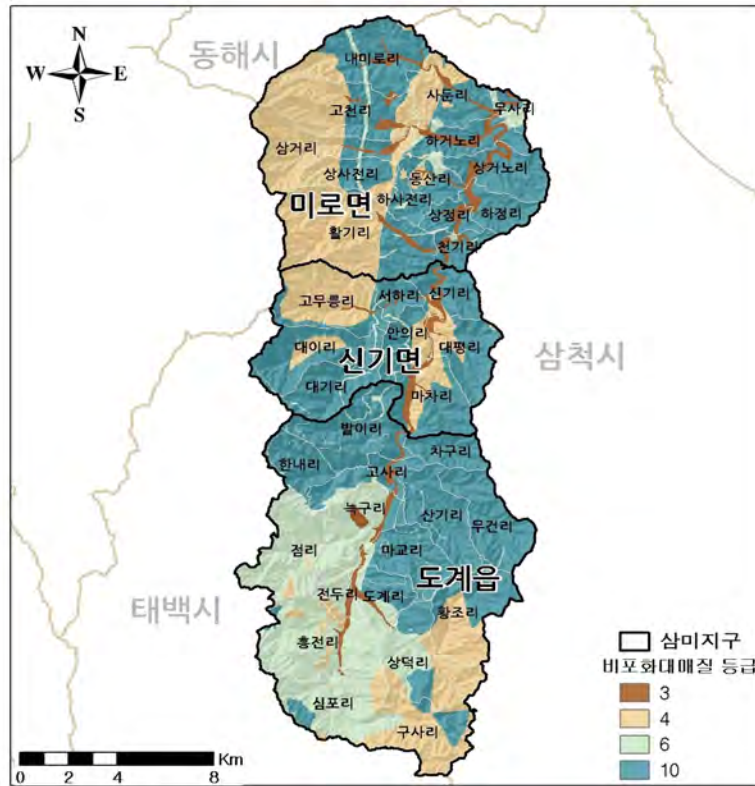 N
W E
S
동해시
내미로리
사둔리
무사리
고천리
하거노리
삼거리
상거노리
상사전리
동산리
미로면
하사전리
상정리
하정리
활기리
천기리
고무릉리
서하리
신기리
안의리
대이리
대평리
신기면
삼척시
대기리
마차리
발이리
차구리
한내리
고사리
늑구리
산기리
무건리
점리
마교리
도계읍
태백시
전두리
도계리
황조리
흥전리
상덕리
심포리
구사리
삼미지구
비포화대매질 등급
3
4
6
10
Km
0 2 4 8